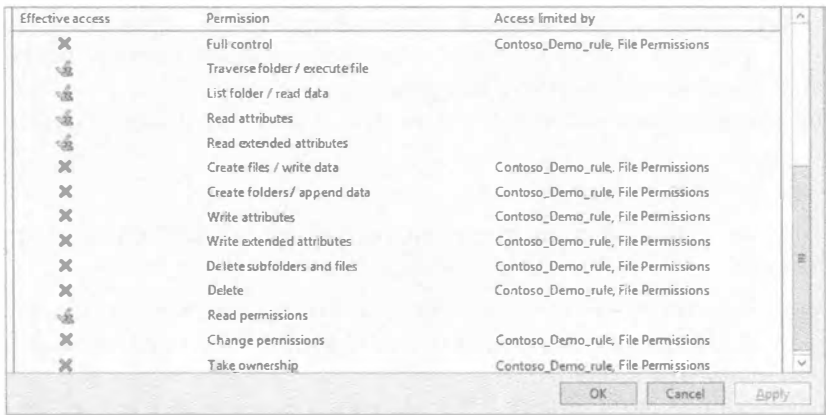 Effective access Permission Access limited by
Full control Contoso_Demo_rule, File Permissions
Traverse folder / execute file
List folder / read data
Read attributes
Read extended attributes
Create files / write data Contoso_Demo_rule, File Permissions
Create folders / append data Contoso_Demo_rule, File Permissions
Write attributes Contoso_Demo_rule, File Permissions
Write extended attributes Contoso_Demo_rule, File Permissions
Delete subfolders and files Contoso_Demo_rule, File Permissions
Delete Contoso_Demo_rule, File Permissions
Read permissions
Change permissions Contoso_Demo_rule, File Permissions
Take ownership Contoso_Demo_rule, File Permissions
OK Cancel Apply